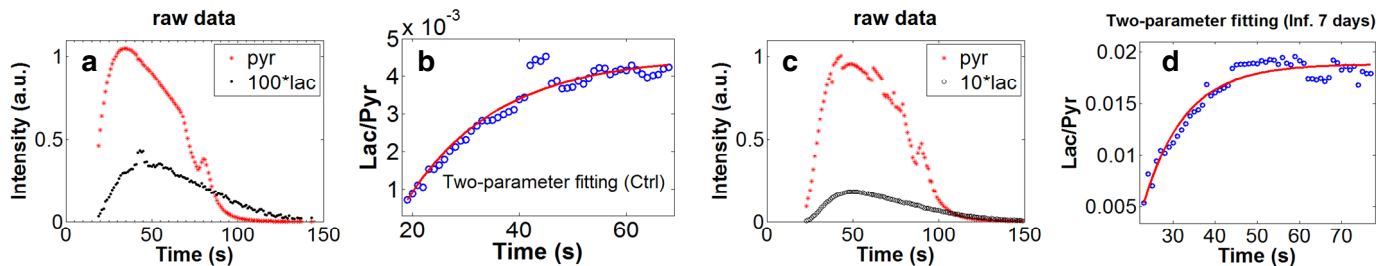 raw data
a
pyr
100*lac
Intensity (a.u.)
1
0.5
0
0 50 100 150
Time (s)
b
5 × 10-3
4
3
2
1
Lac/Pyr
Two-parameter fitting (Ctrl)
20 40 60
Time (s)
raw data
c
pyr
10*lac
Intensity (a.u.)
1
0.5
0
0 50 100 150
Time (s)
Two-parameter fitting (Inf. 7 days)
d
0.02
0.015
0.01
0.005
Lac/Pyr
30 40 50 60 70
Time (s)